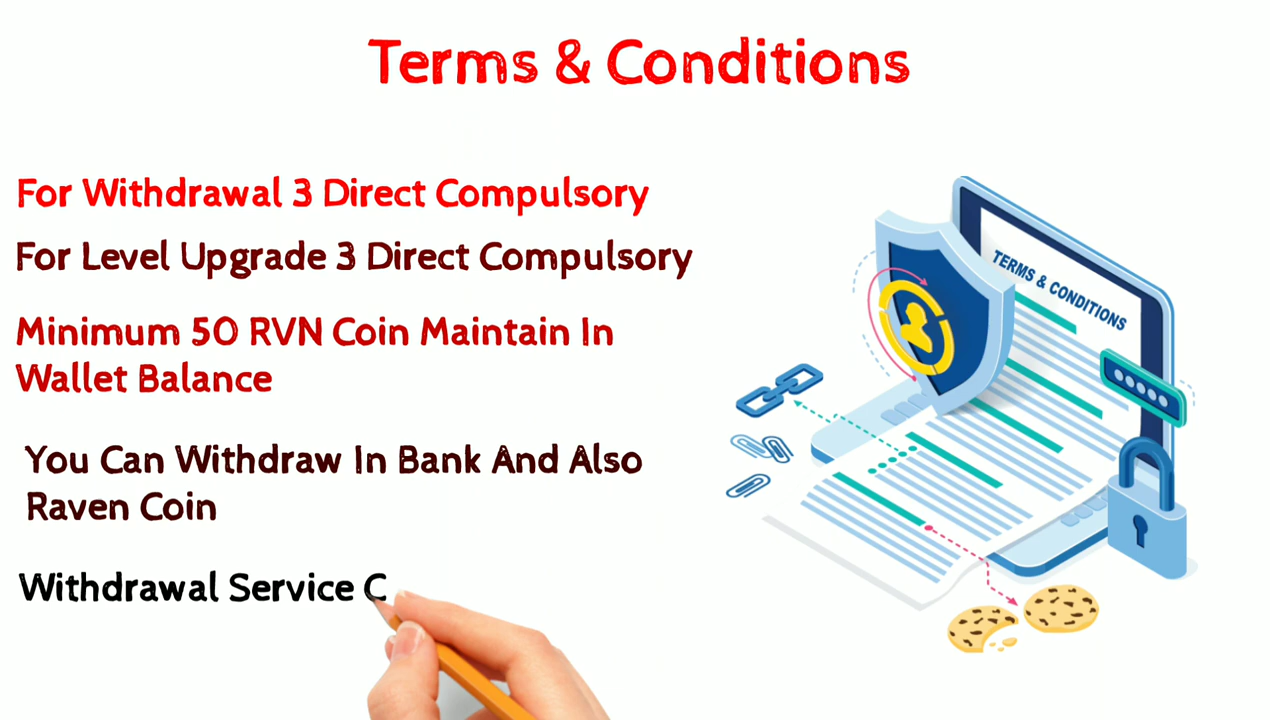 Terms & Conditions
For Withdrawal 3 Direct Compulsory
For Level Upgrade 3 Direct Compulsory
Minimum 50 RVN Coin Maintain In
Wallet Balance
You Can Withdraw In Bank And Also
Raven Coin
Withdrawal Service C
TERMS & CONDITIONS